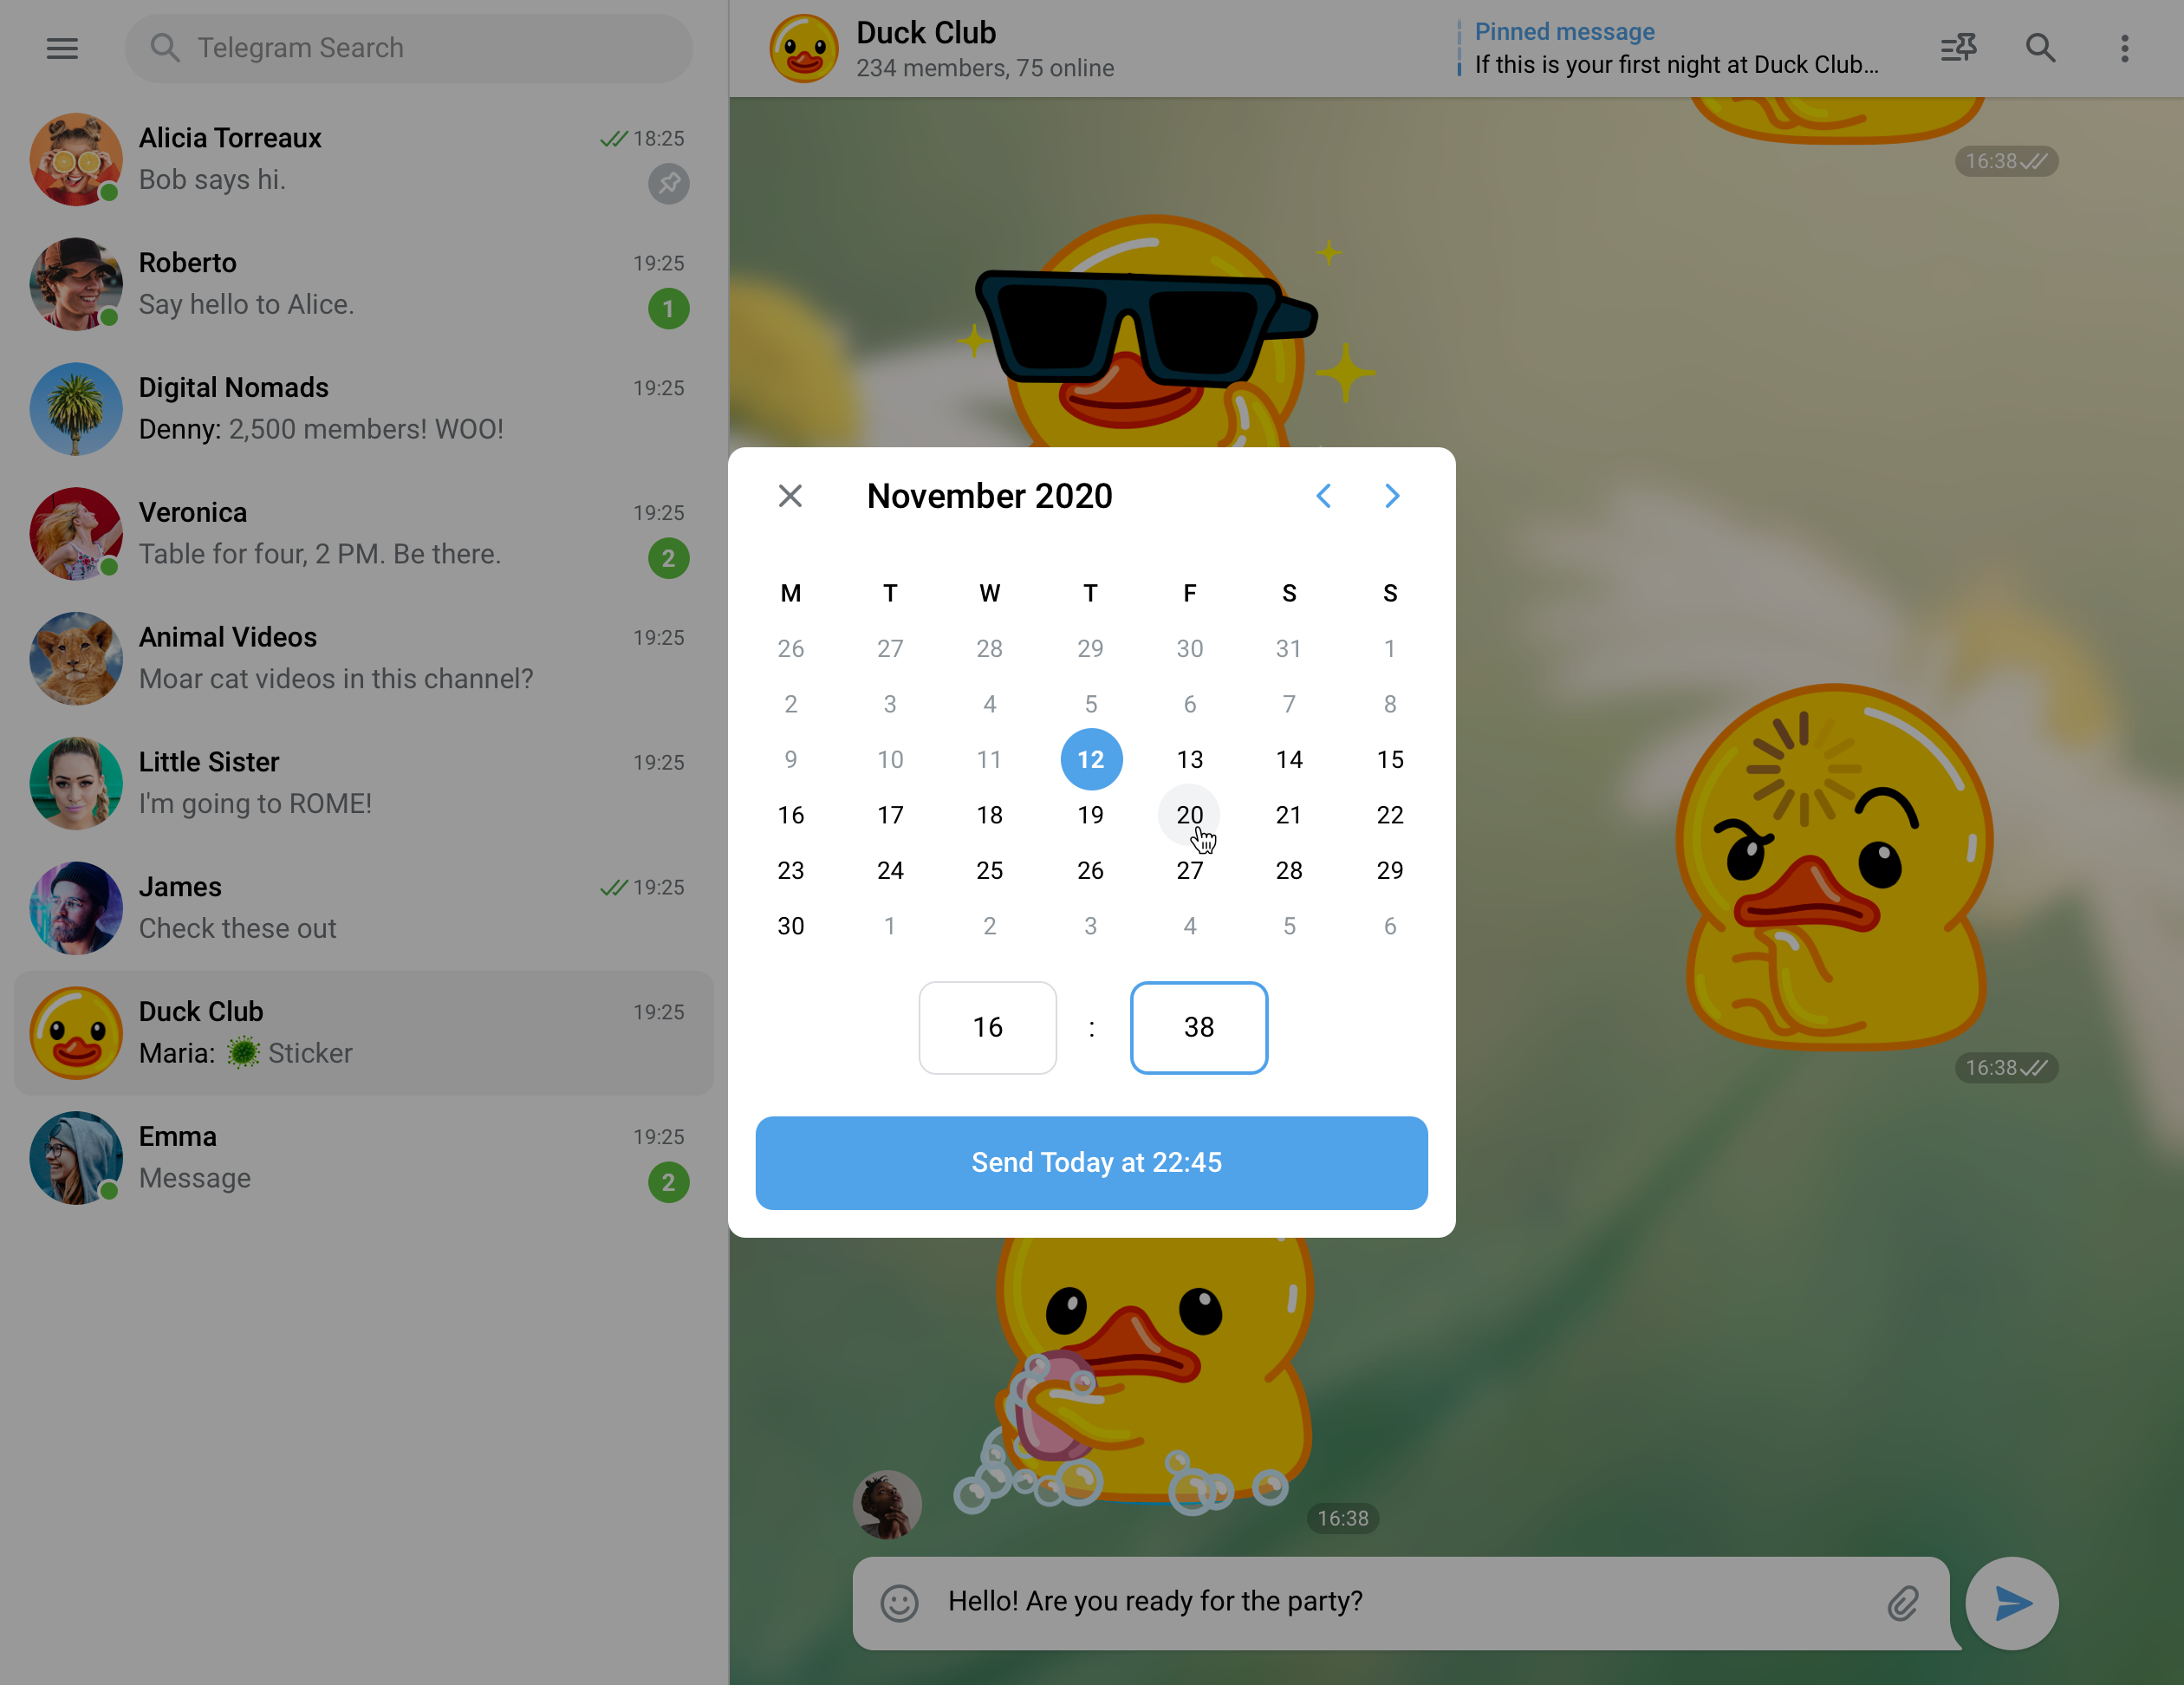 Telegram Search
Alicia Torreaux
18:25
Bob says hi.
Roberto
19:25
Say hello to Alice.
1
Digital Nomads
19:25
Denny: 2,500 members! WOO!
Veronica
19:25
Table for four, 2 PM. Be there.
2
Animal Videos
19:25
Moar cat videos in this channel?
Little Sister
19:25
I'm going to ROME!
James
19:25
Check these out
Duck Club
19:25
Maria: Sticker
Emma
19:25
Message
2
Duck Club
234 members, 75 online
Pinned message
If this is your first night at Duck Club...
16:38
November 2020
M T W T F S S
26 27 28 29 30 31 1
2 3 4 5 6 7 8
9 10 11 12 13 14 15
16 17 18 19 20 21 22
23 24 25 26 27 28 29
30 1 2 3 4 5 6
16 : 38
Send Today at 22:45
16:38
16:38
Hello! Are you ready for the party?